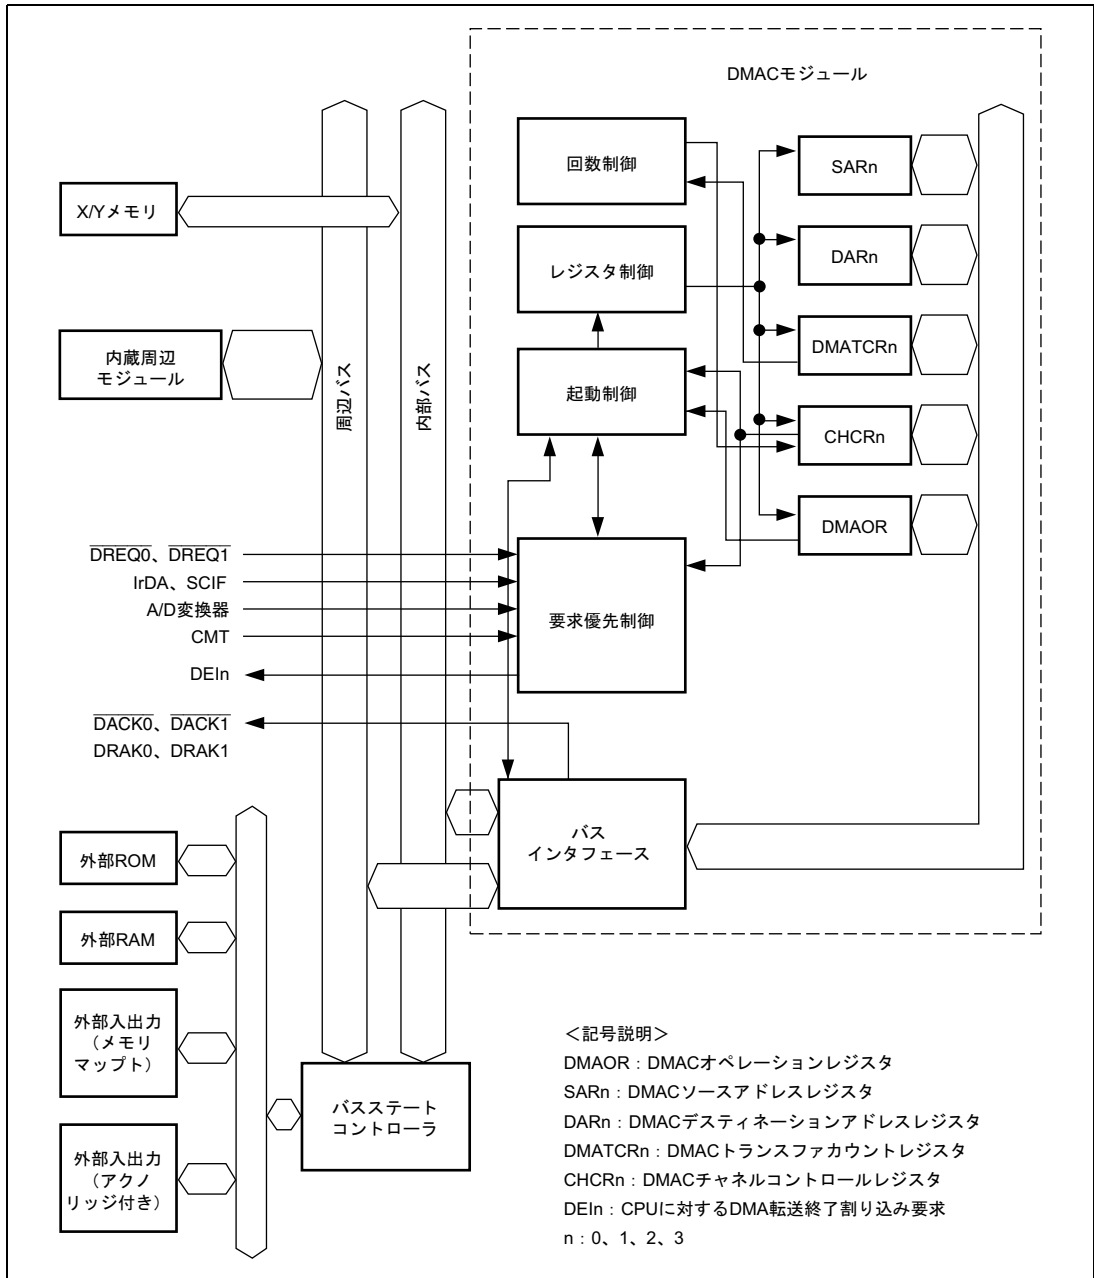 DMACモジュール
回数制御
SARn
X/Yメモリ
レジスタ制御
DARn
内蔵周辺
モジュール
周辺バス
内部バス
起動制御
DMATCRn
CHCRn
DMAOR
DREQ0、DREQ1
IrDA、SCIF
A/D変換器
CMT
DEIn
要求優先制御
DACK0、DACK1
DRAK0、DRAK1
バス
インタフェース
外部ROM
外部RAM
外部入出力
（メモリ
マップト）
外部入出力
（アクノ
リッジ付き）
バスステート
コントローラ
＜記号説明＞
DMAOR：DMACオペレーションレジスタ
SARn：DMACソースアドレスレジスタ
DARn：DMACデスティネーションアドレスレジスタ
DMATCRn：DMACトランスファカウントレジスタ
CHCRn：DMACチャネルコントロールレジスタ
DEIn：CPUに対するDMA転送終了割り込み要求
n：0、1、2、3